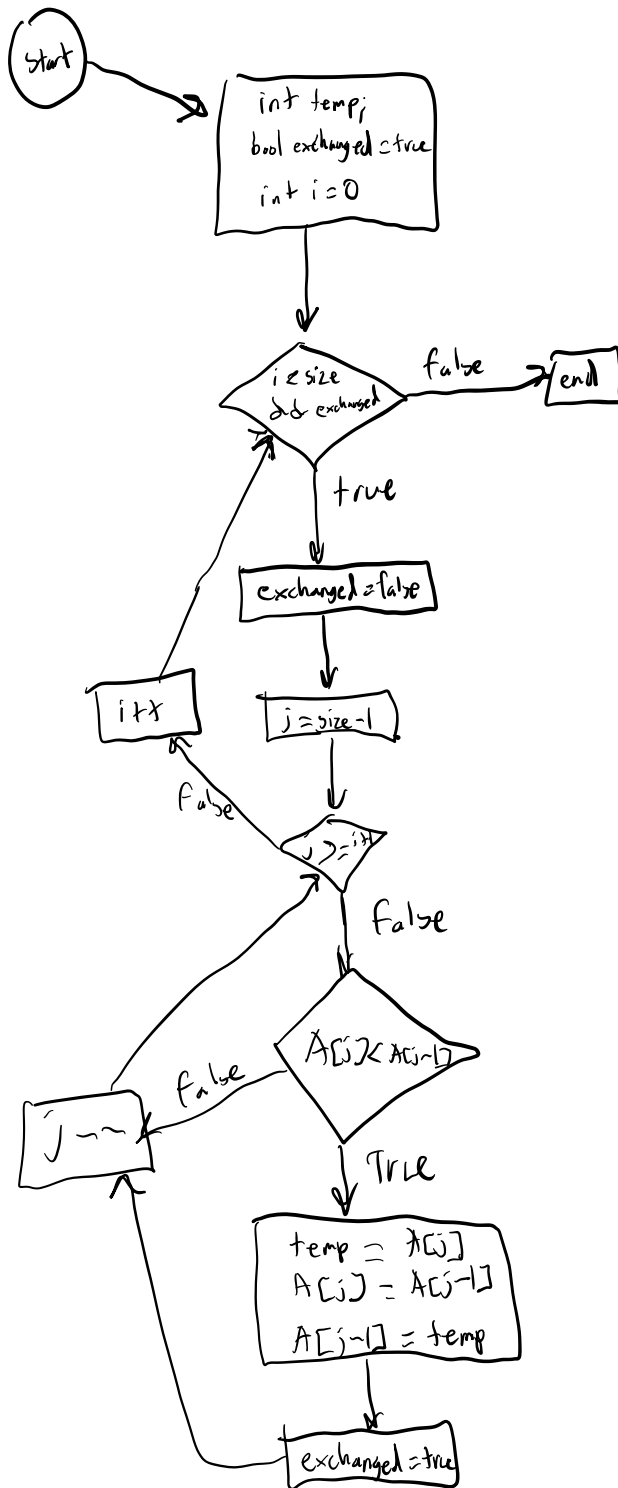 start
int temp;
bool exchanged = true
int i = 0
i < size
&& exchanged
false
end
true
exchanged = false
i++
j = size - 1
false
j >= i+1
false
A[j] < A[j-1]
false
j--
True
temp = A[j]
A[j] = A[j-1]
A[j-1] = temp
exchanged = true